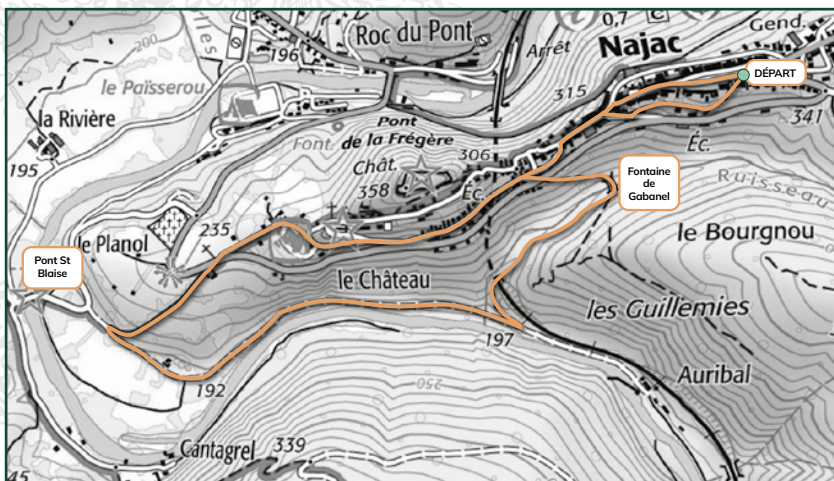 196
Roc du Pont
0,7
C
Gend.
Arrêt
Najac
DÉPART
200
le Païsserou
315
la Rivière
Pont
de la Frégère
Font.
341
Éc.
306
Chât.
358
Éc.
Fontaine
de
Gabanel
Ruisseau
195
235
le Planol
Pont St
Blaise
le Bourgnou
le Château
les Guillemies
197
192
Auribal
250
Cantagrel
339
45